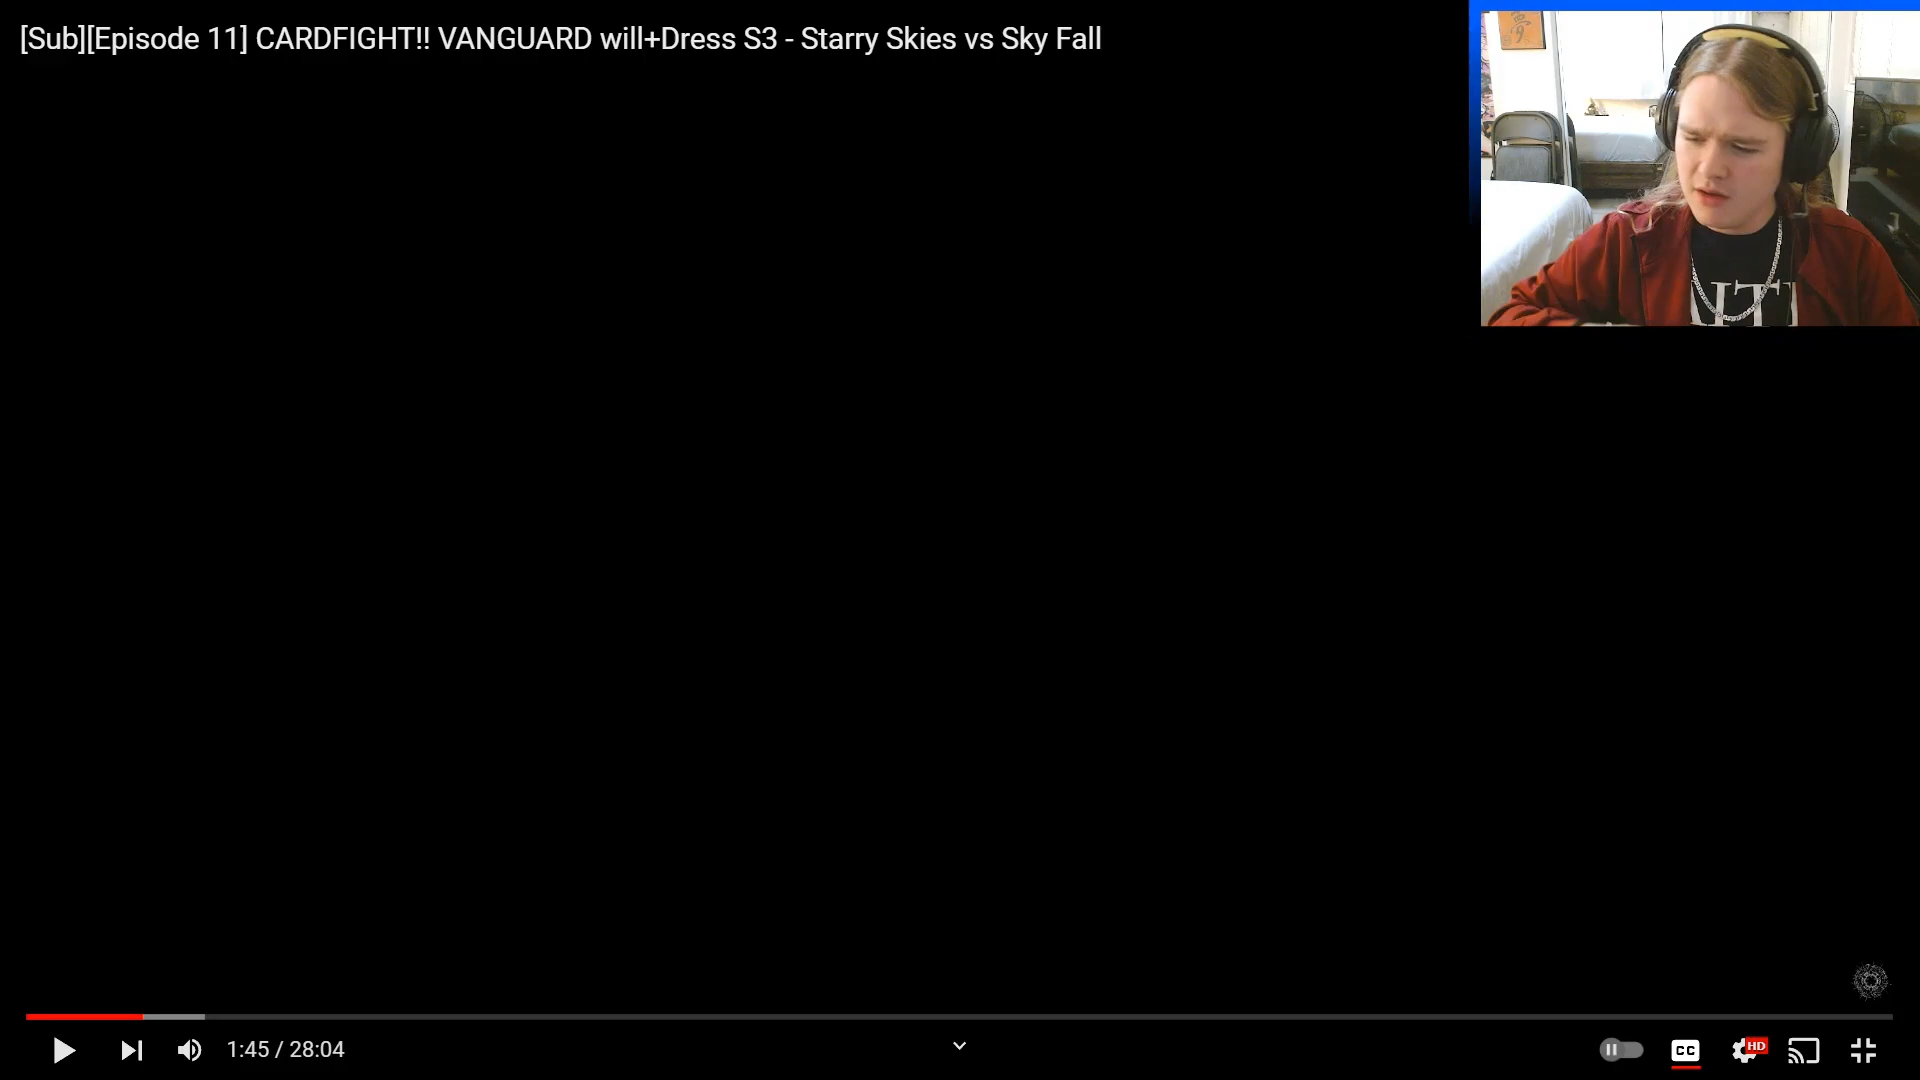 [Sub][Episode 11] CARDFIGHT!! VANGUARD will+Dress S3 - Starry Skies vs Sky Fall
1:45 / 28:04
CC
HD